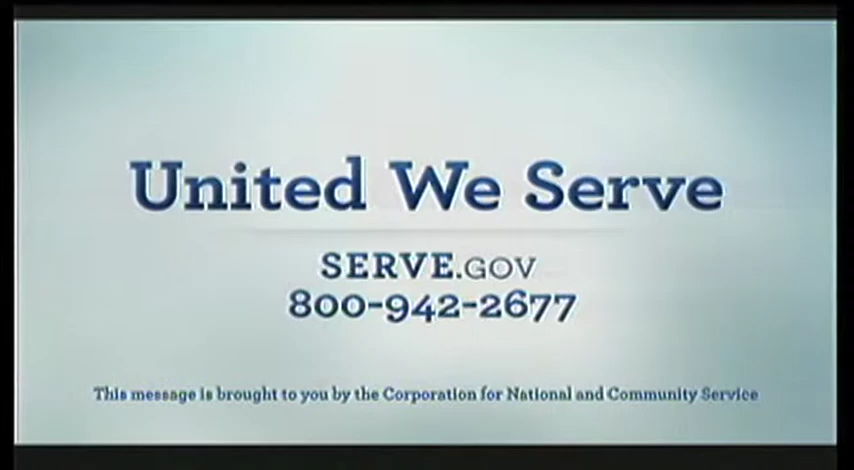 United We Serve
SERVE.GOV
800-942-2677
This message is brought to you by the Corporation for National and Community Service